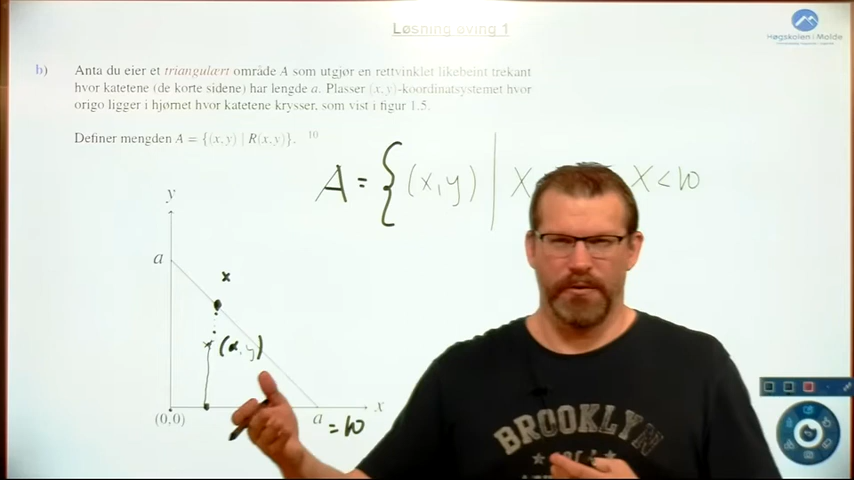 Løsning øving 1
Høgskolen i Molde
b) Anta du eier et triangulært område A som utgjør en rettvinklet likebeint trekant
hvor katetene (de korte sidene) har lengde a. Plasser (x, y)-koordinatsystemet hvor
origo ligger i hjørnet hvor katetene krysser, som vist i figur 1.5.
Definer mengden A = {(x, y) | R(x, y)}. 10
A = { (x, y) | x x < 10
y
a
x
(x, y)
(0,0) a = 10 x
BROOKLYN